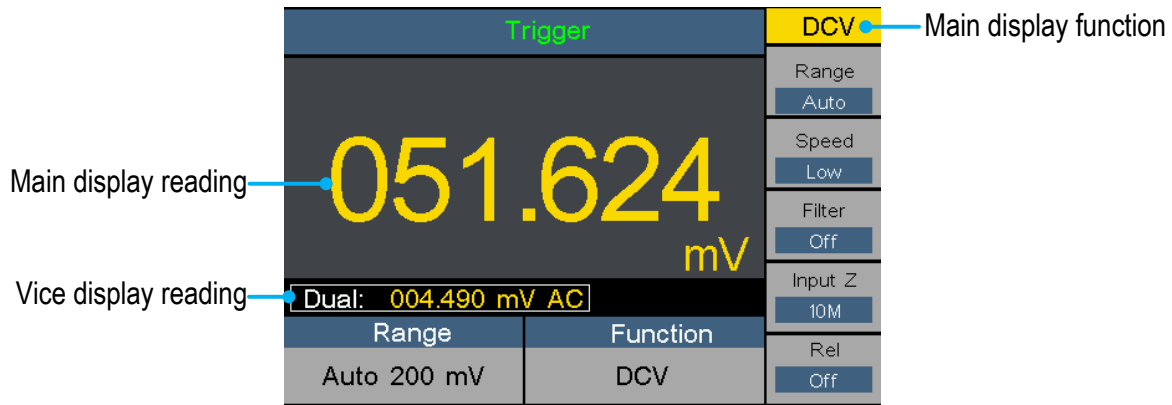 Trigger
DCV
Main display function
Range
Auto
Speed
Low
Main display reading
051.624
mV
Filter
Off
Vice display reading
Dual: 004.490 mV AC
Input Z
10M
Range
Function
Auto 200 mV
DCV
Rel
Off